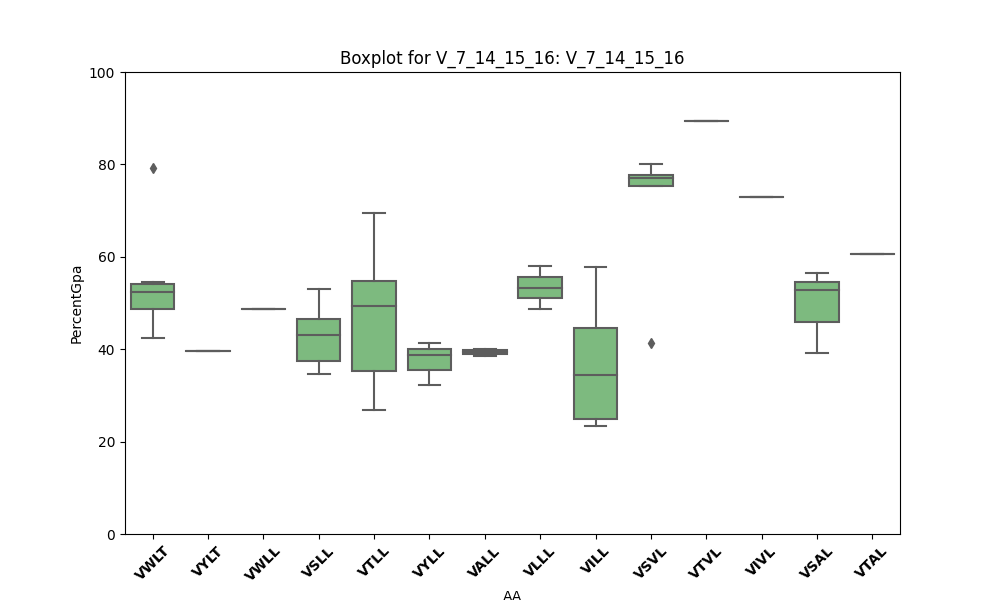 Boxplot for V_7_14_15_16: V_7_14_15_16
PercentGpa
100
80
60
40
20
0
VWLT VYLT VWLL VSLL VTLL VYLL VALL VLLL VILL VSVL VTVL VIVL VSAL VTAL
AA